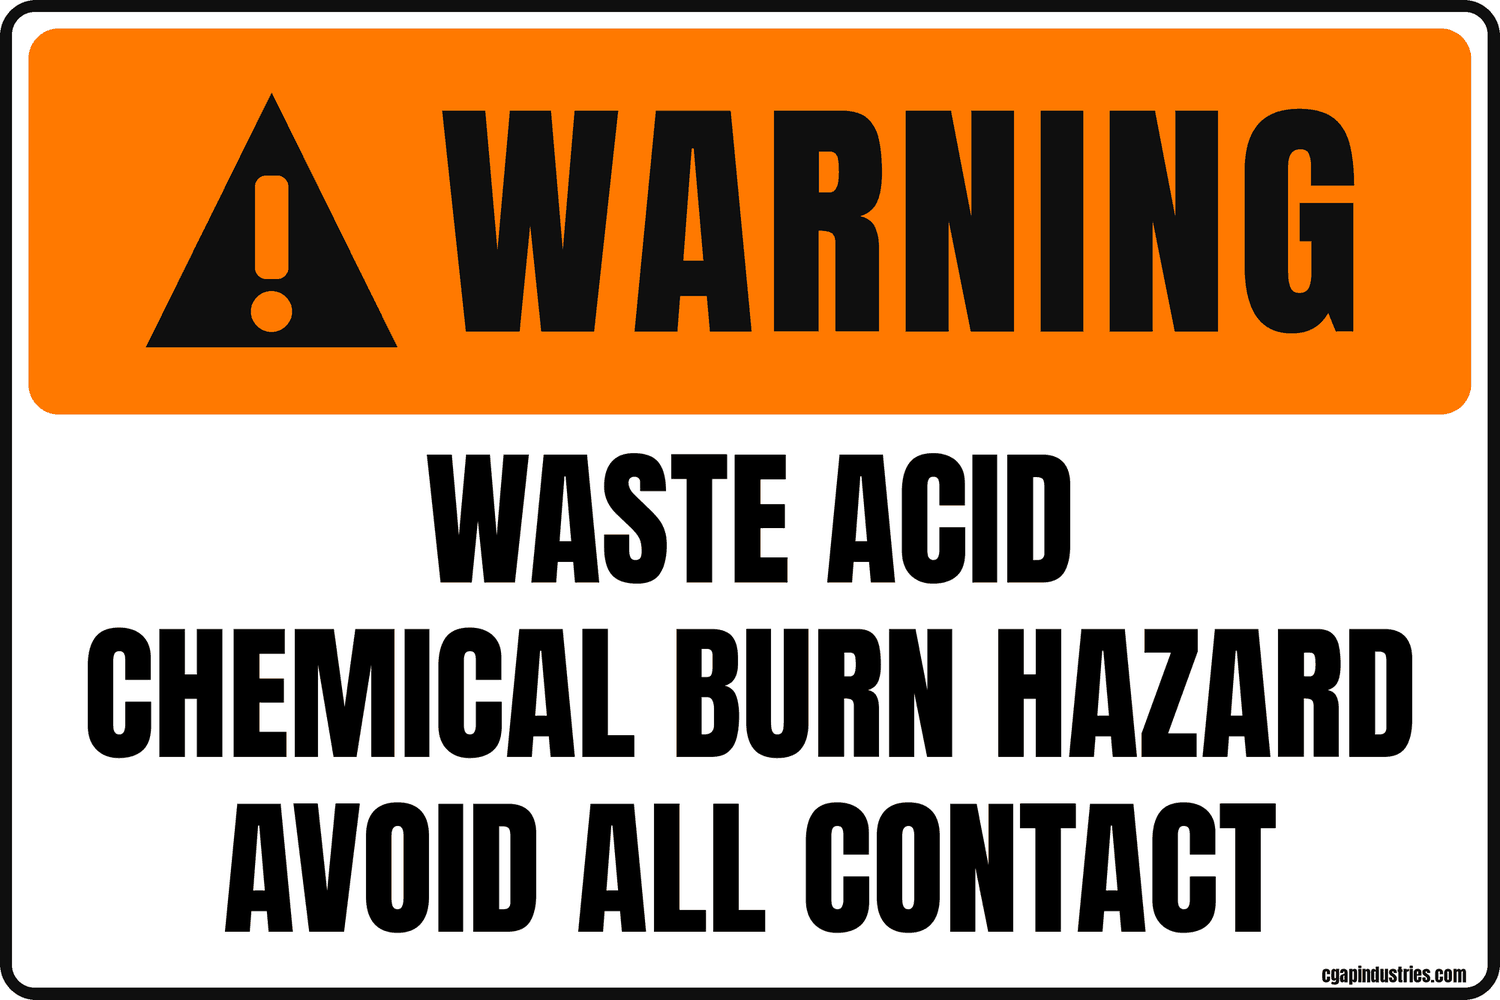 WARNING
WASTE ACID
CHEMICAL BURN HAZARD
AVOID ALL CONTACT
cgapindustries.com